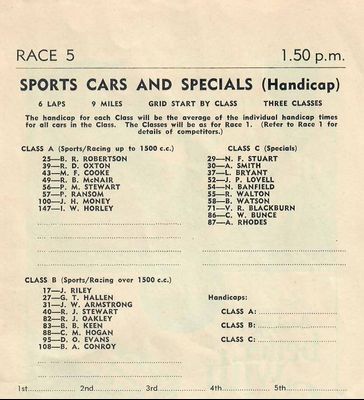 RACE 5 1.50 p.m.
SPORTS CARS AND SPECIALS (Handicap)
6 LAPS 9 MILES GRID START BY CLASS THREE CLASSES
The handicap for each Class will be the average of the individual handicap times
for all cars in the Class. The Classes will be as for Race 1. (Refer to Race 1 for
details of competitors.)
CLASS A (Sports/Racing up to 1500 c.c.)
25—B. R. ROBERTSON
39—R. D. OXTON
43—M. F. COOKE
49—R. B. McNAIR
56—P. M. STEWART
57—P. RANSOM
100—J. H. MONEY
147—I. W. HORLEY
CLASS C (Specials)
29—N. F. STUART
30—A. SMITH
37—L. BRYANT
52—J. P. LOVELL
54—N. BANFIELD
55—R. WALTON
58—B. WATSON
71—V. R. BLACKBURN
86—C. W. BUNCE
87—A. RHODES
CLASS B (Sports/Racing over 1500 c.c.)
17—J. RILEY
27—G. T. HALLEN
31—J. W. ARMSTRONG
40—R. J. STEWART
82—R. J. OAKLEY
83—B. B. KEEN
88—C. M. HOGAN
95—D. O. EVANS
108—B. A. CONROY
Handicaps:
CLASS A:
CLASS B:
CLASS C:
1st 2nd 3rd 4th 5th